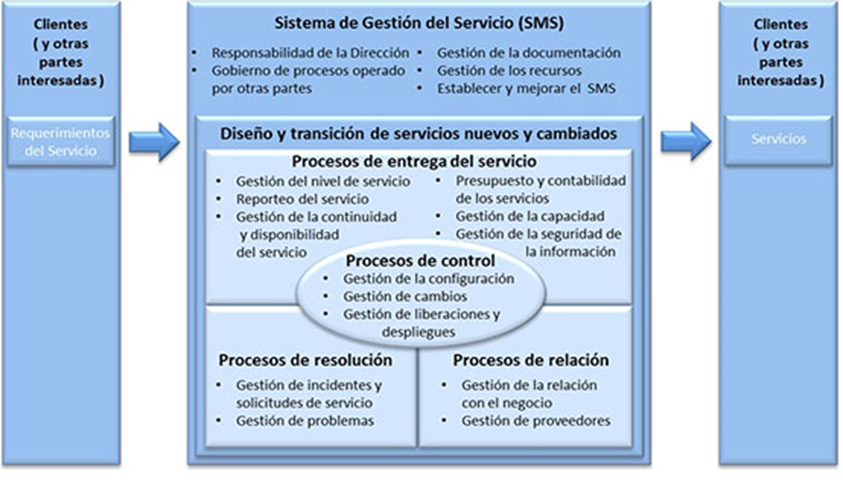 Clientes
( y otras
partes
interesadas )
Requerimientos
del Servicio
Sistema de Gestión del Servicio (SMS)
• Responsabilidad de la Dirección
• Gobierno de procesos operado
por otras partes
• Gestión de la documentación
• Gestión de los recursos
• Establecer y mejorar el SMS
Diseño y transición de servicios nuevos y cambiados
Procesos de entrega del servicio
• Gestión del nivel de servicio
• Reporteo del servicio
• Gestión de la continuidad
y disponibilidad
del servicio
• Presupuesto y contabilidad
de los servicios
• Gestión de la capacidad
• Gestión de la seguridad de
la información
Procesos de control
• Gestión de la configuración
• Gestión de cambios
• Gestión de liberaciones y
despliegues
Procesos de resolución
• Gestión de incidentes y
solicitudes de servicio
• Gestión de problemas
Procesos de relación
• Gestión de la relación
con el negocio
• Gestión de proveedores
Clientes
( y otras
partes
interesadas )
Servicios